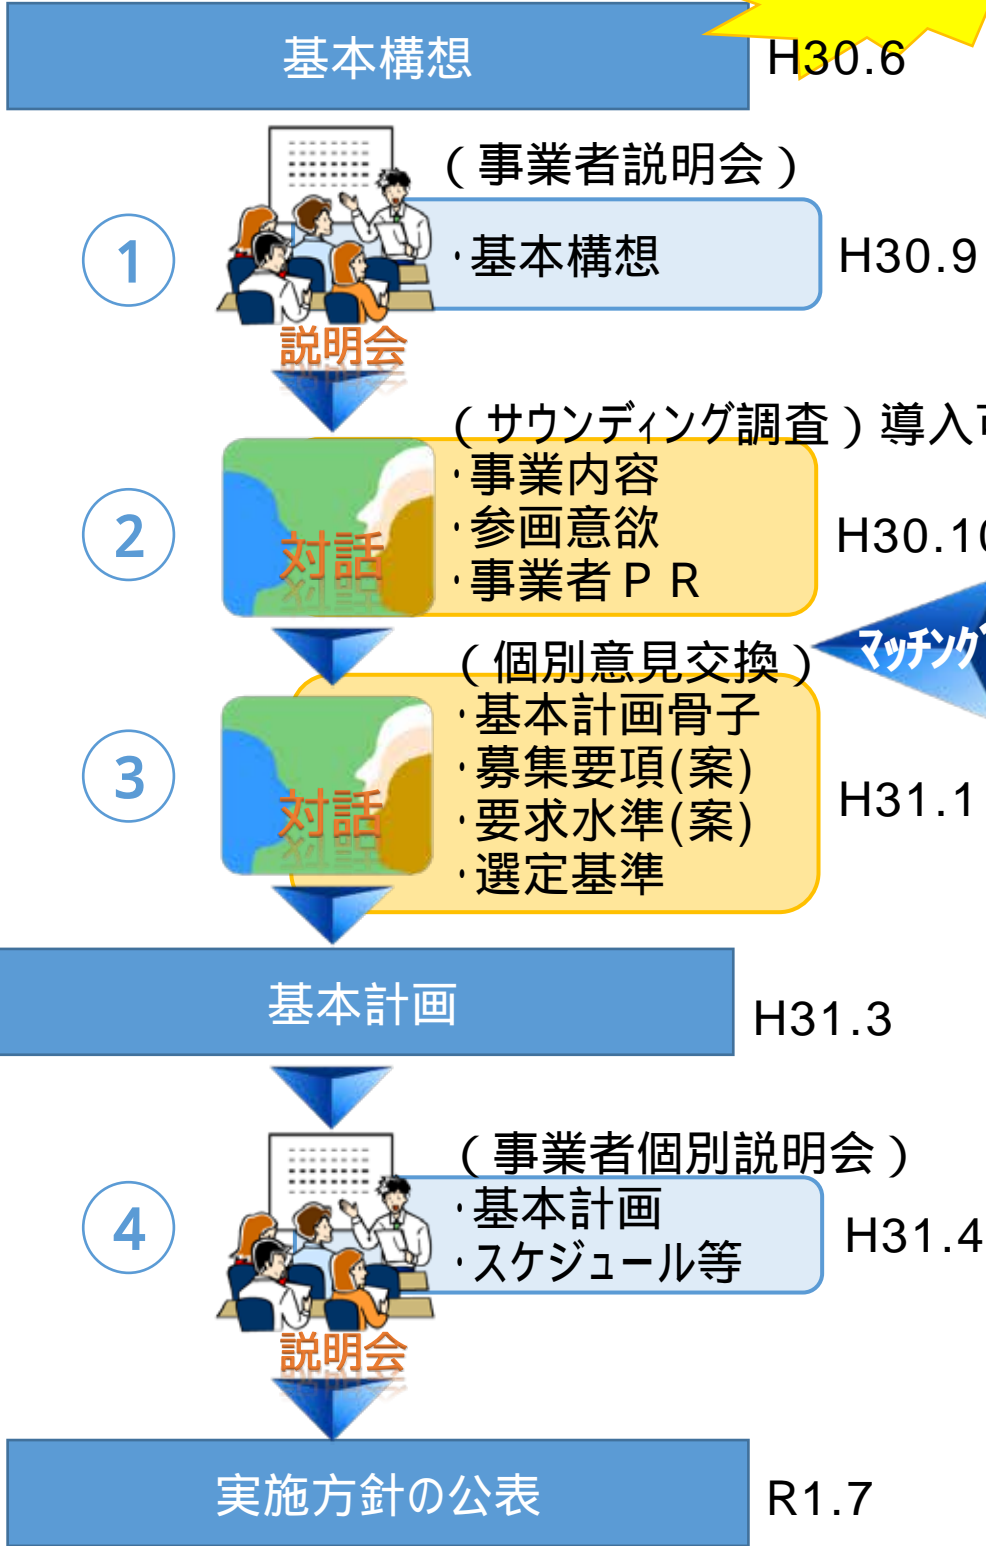 基本構想
H30.6
(事業者説明会)
①
・基本構想
H30.9
説明会
(サウンディング調査)導入
・事業内容
②
対話
・参画意欲
H30.10
・事業者PR
マッチング
(個別意見交換)
・基本計画骨子
③
対話
・募集要項(案)
H31.1
・要求水準(案)
・選定基準
基本計画
H31.3
(事業者個別説明会)
④
・基本計画
H31.4
・スケジュール等
説明会
実施方針の公表
R1.7